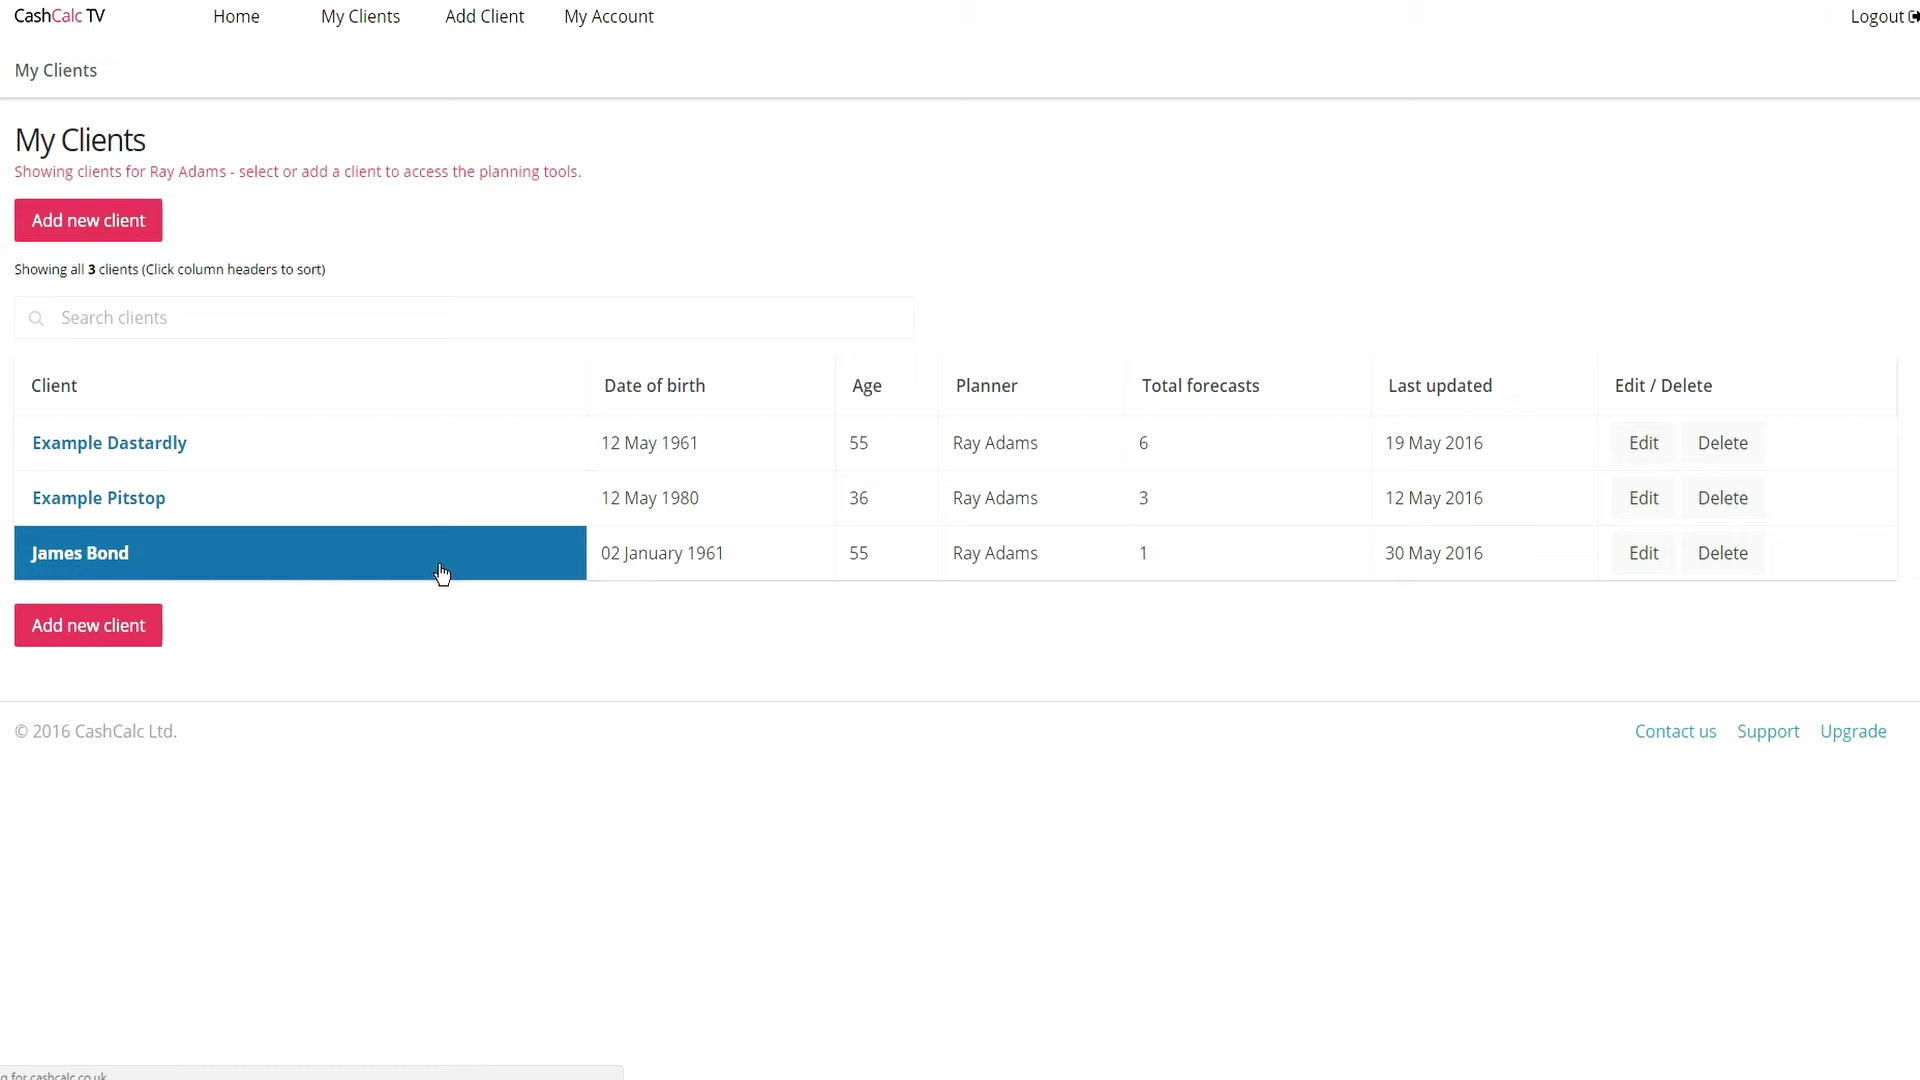 CashCalc TV Home My Clients Add Client My Account Logout
My Clients
My Clients
Showing clients for Ray Adams - select or add a client to access the planning tools.
Add new client
Showing all 3 clients (Click column headers to sort)
Search clients
Client Date of birth Age Planner Total forecasts Last updated Edit / Delete
Example Dastardly 12 May 1961 55 Ray Adams 6 19 May 2016 Edit Delete
Example Pitstop 12 May 1980 36 Ray Adams 3 12 May 2016 Edit Delete
James Bond 02 January 1961 55 Ray Adams 1 30 May 2016 Edit Delete
Add new client
© 2016 CashCalc Ltd. Contact us Support Upgrade
g for cashcalc.co.uk